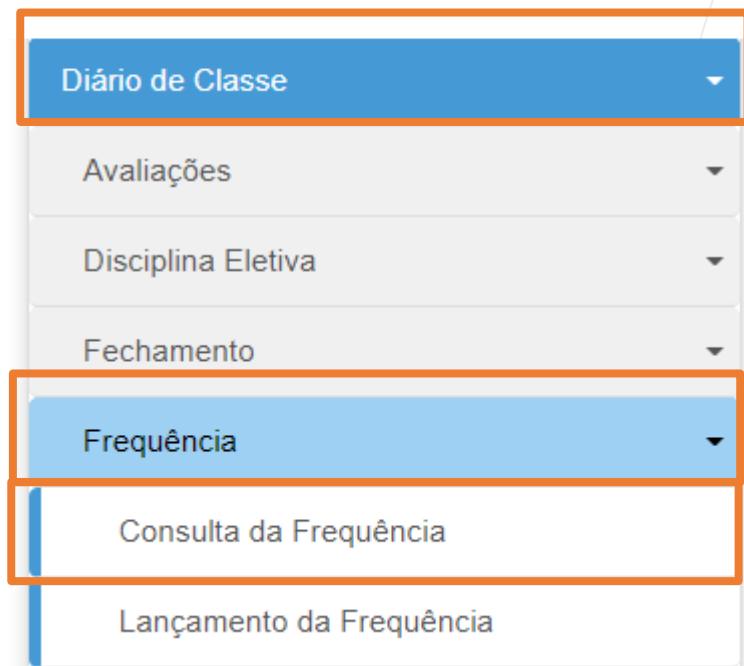 Diário de Classe
Avaliações
Disciplina Eletiva
Fechamento
Frequência
Consulta da Frequência
Lançamento da Frequência